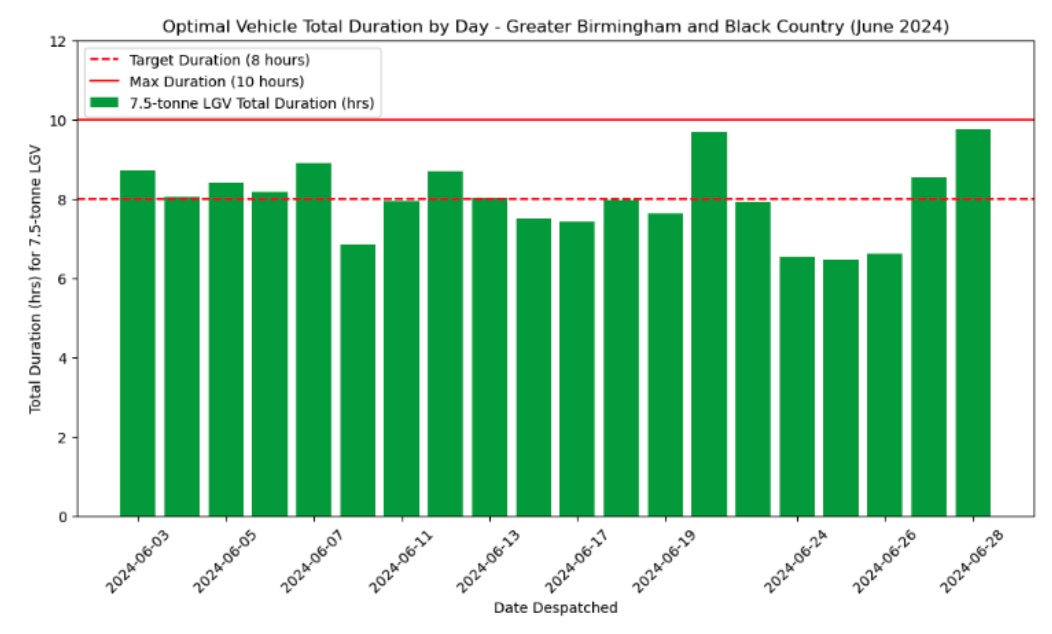 Optimal Vehicle Total Duration by Day - Greater Birmingham and Black Country (June 2024)
Total Duration (hrs) for 7.5-tonne LGV
12
10
8
6
4
2
0
Target Duration (8 hours)
Max Duration (10 hours)
7.5-tonne LGV Total Duration (hrs)
2024-06-03
2024-06-05
2024-06-07
2024-06-11
2024-06-13
2024-06-17
2024-06-19
2024-06-24
2024-06-26
2024-06-28
Date Despatched